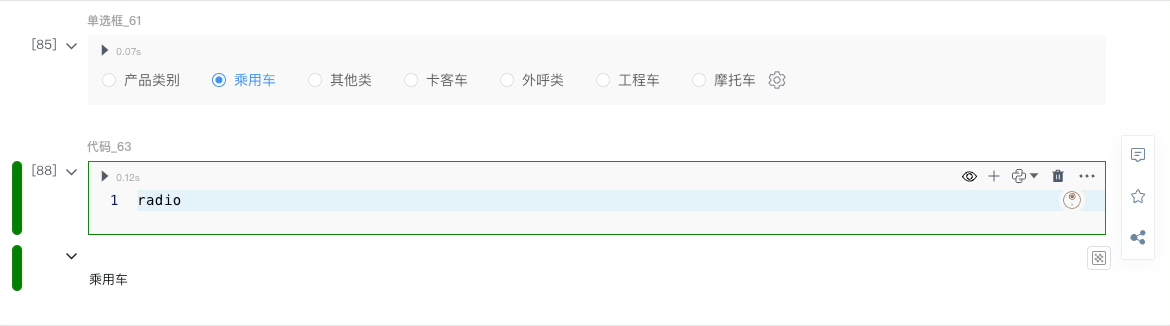 单选框_61
[85]
0.07s
产品类别 乘用车 其他类 卡客车 外呼类 工程车 摩托车
代码_63
[88]
0.12s
1 radio
乘用车